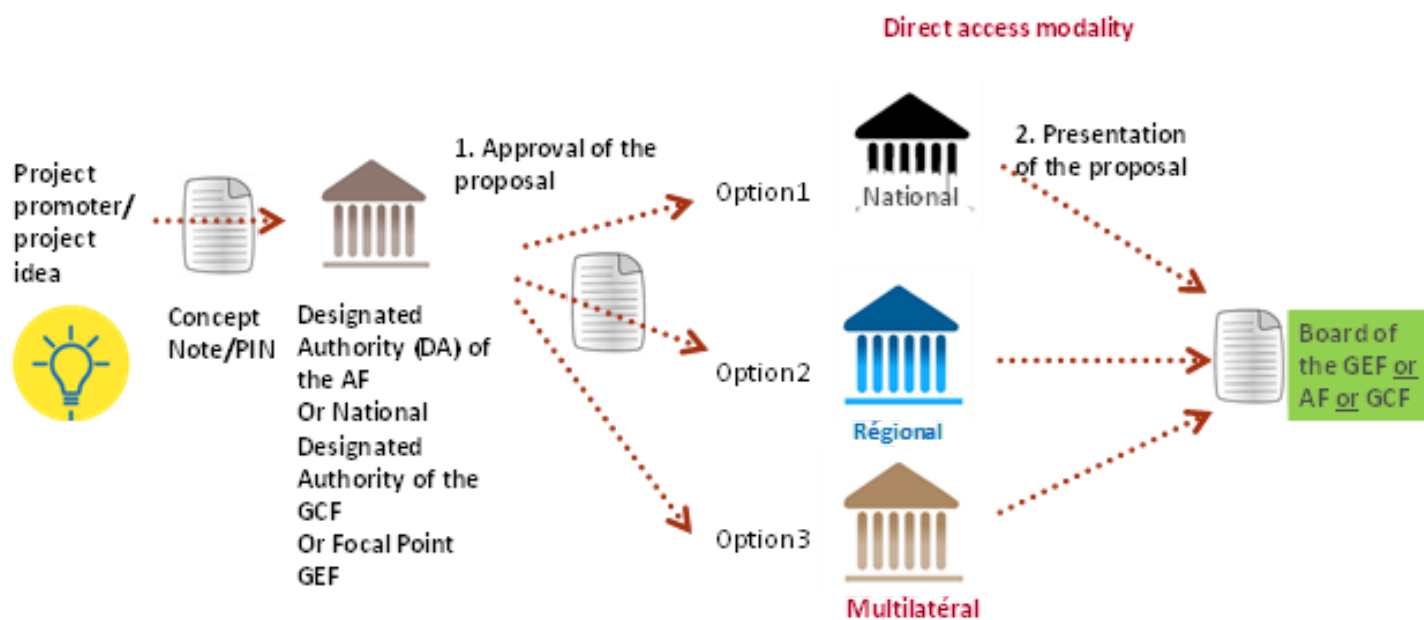 Direct access modality
Project
promoter/
project
idea
Concept
Note/PIN
Designated
Authority (DA) of
the AF
Or National
Designated
Authority of the
GCF
Or Focal Point
GEF
1. Approval of the
proposal
Option1
National
Option2
Régional
Option3
Multilatéral
2. Presentation
of the proposal
Board of
the GEF or
AF or GCF